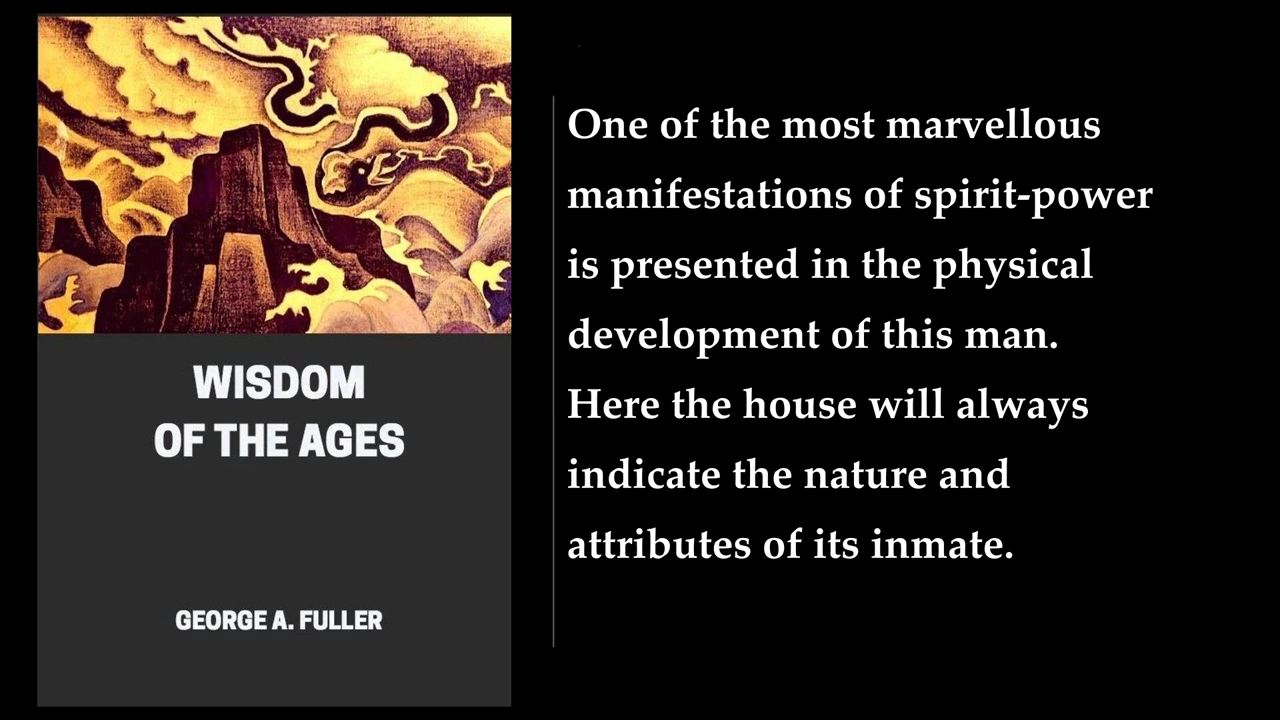 WISDOM
OF THE AGES
GEORGE A. FULLER
One of the most marvellous
manifestations of spirit-power
is presented in the physical
development of this man.
Here the house will always
indicate the nature and
attributes of its inmate.